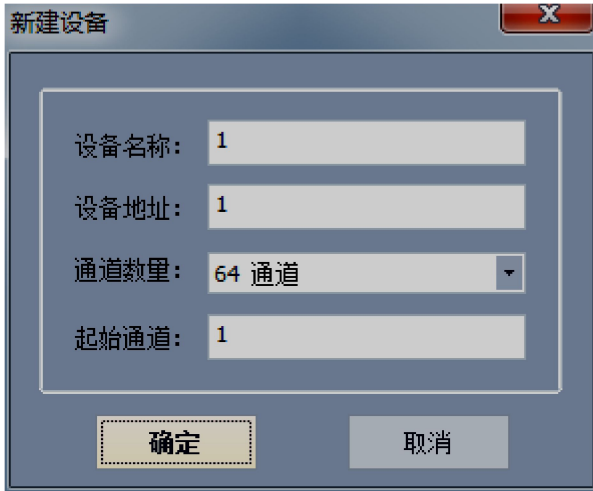 新建设备
设备名称： 1
设备地址： 1
通道数量： 64 通道
起始通道： 1
确定 取消